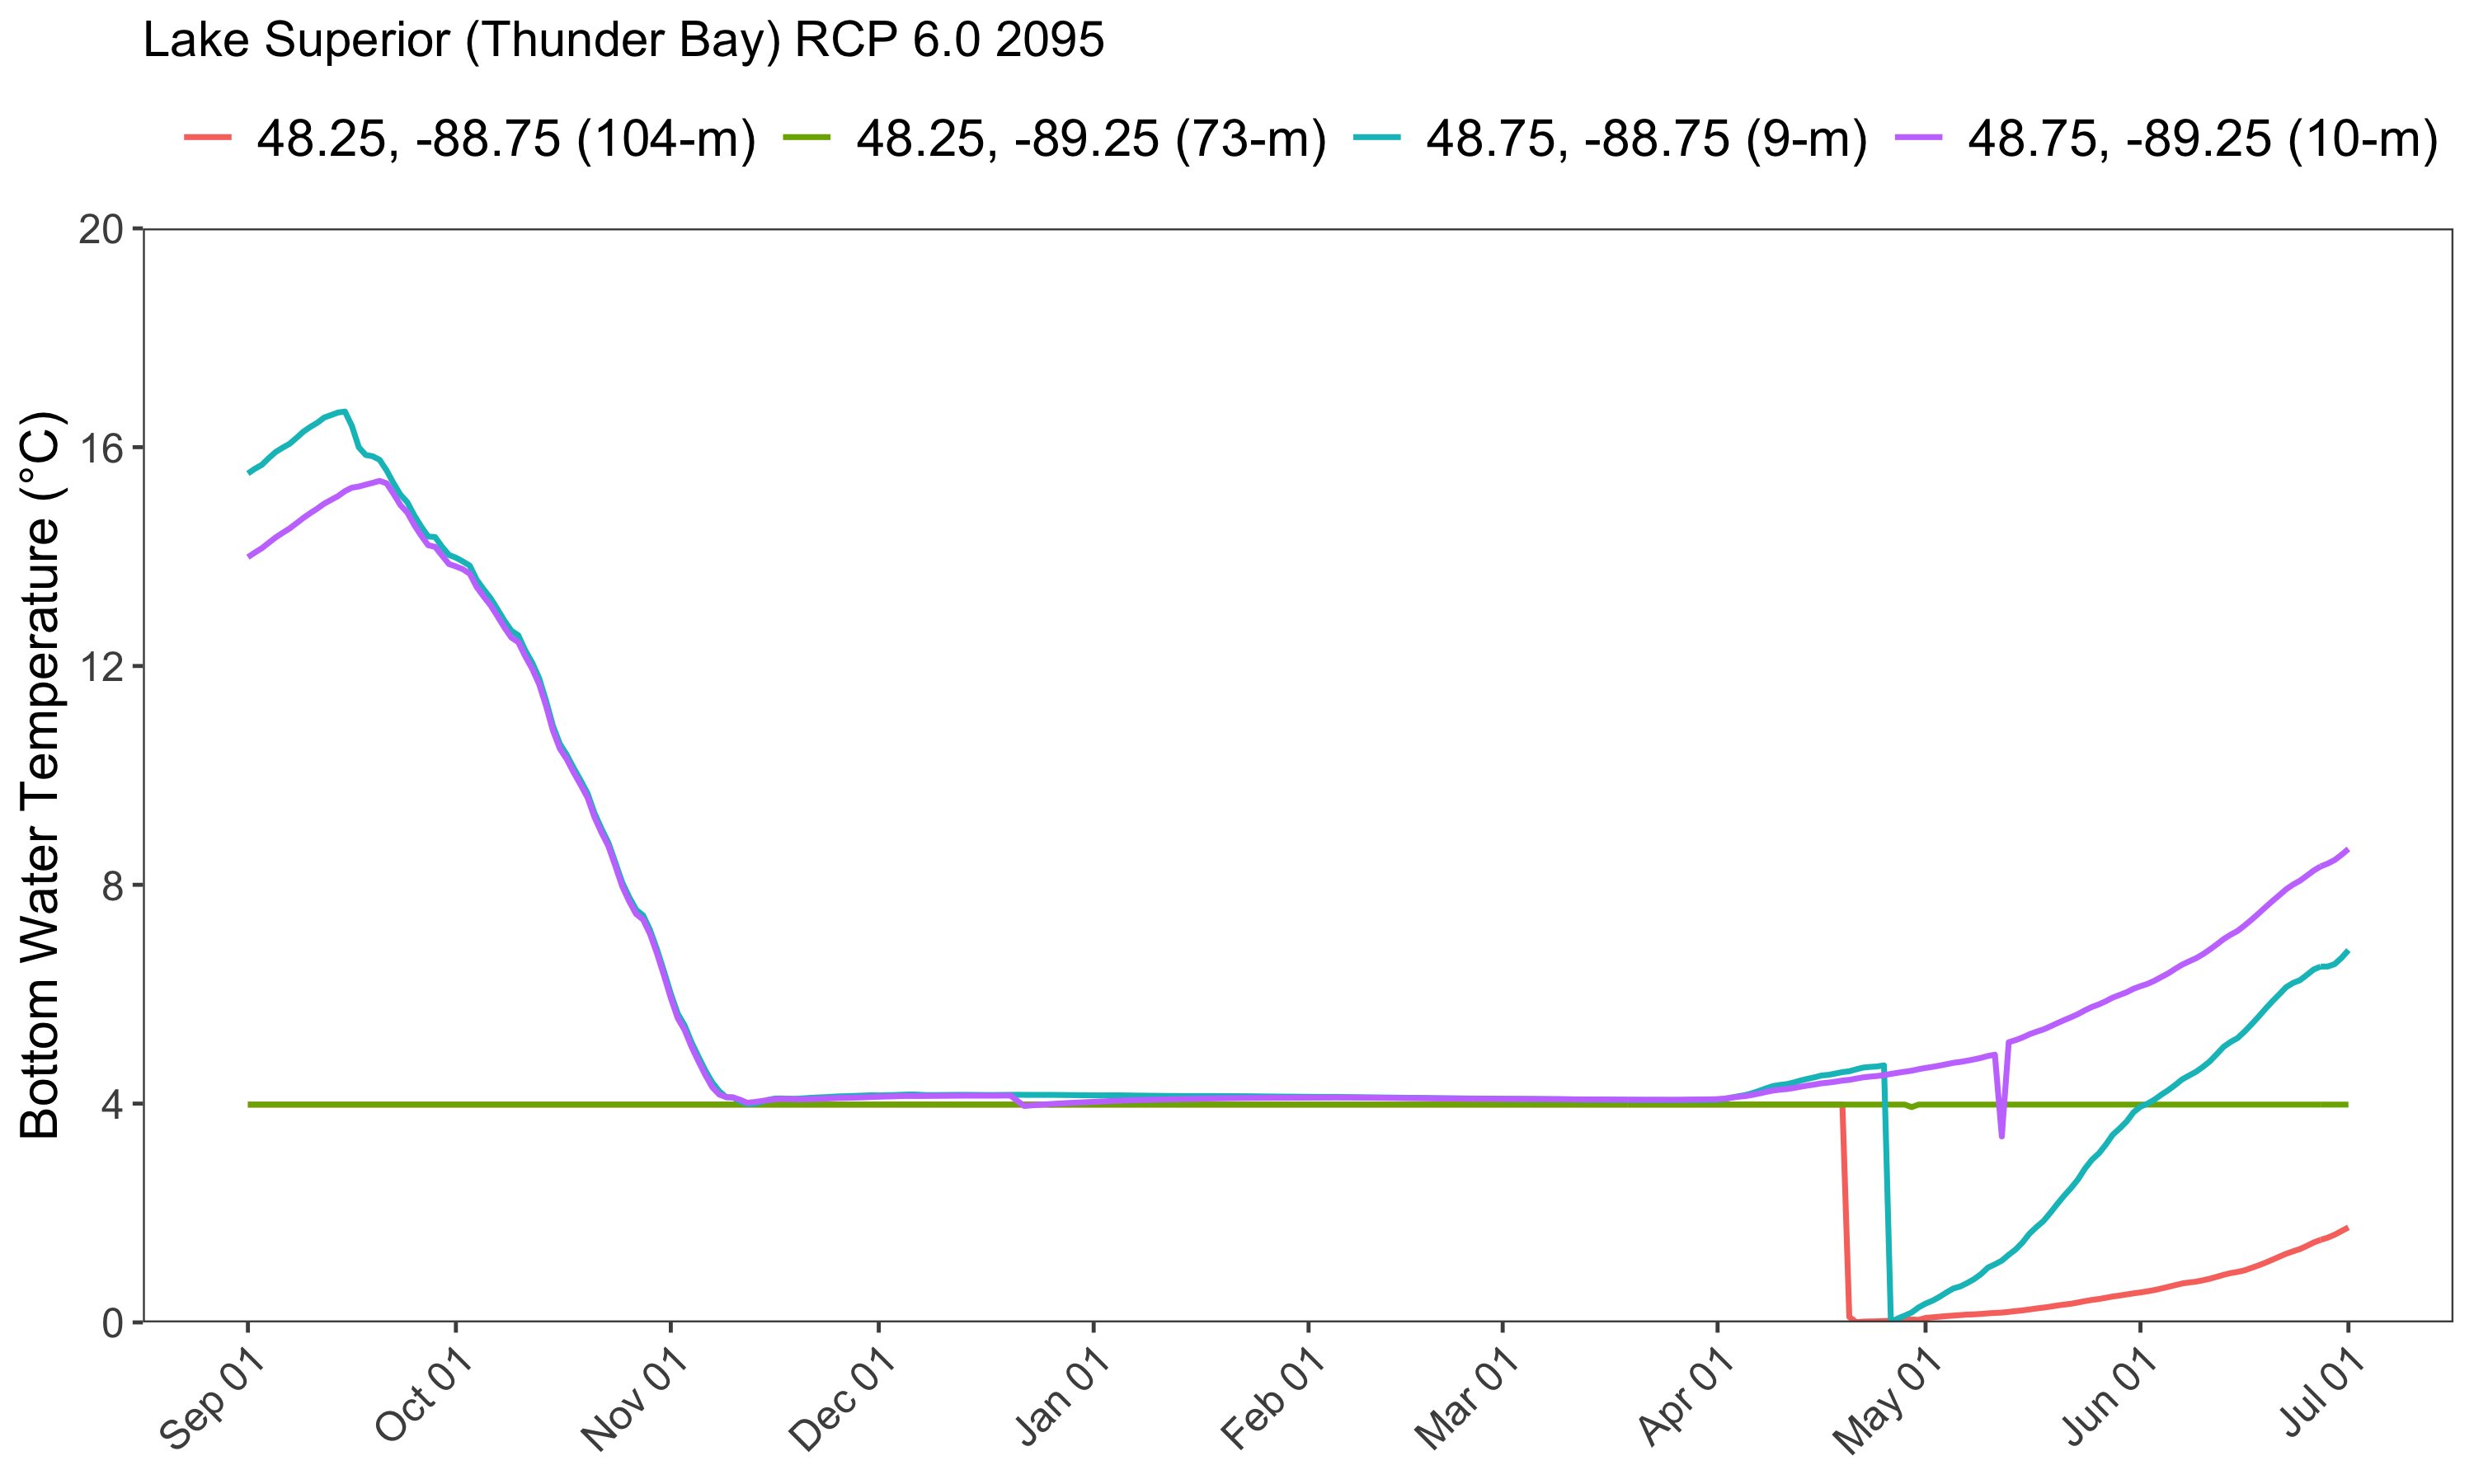 Lake Superior (Thunder Bay) RCP 6.0 2095
48.25, -88.75 (104-m) 48.25, -89.25 (73-m) 48.75, -88.75 (9-m) 48.75, -89.25 (10-m)
Bottom Water Temperature (°C)
20
16
12
8
4
0
Sep 01 Oct 01 Nov 01 Dec 01 Jan 01 Feb 01 Mar 01 Apr 01 May 01 Jun 01 Jul 01